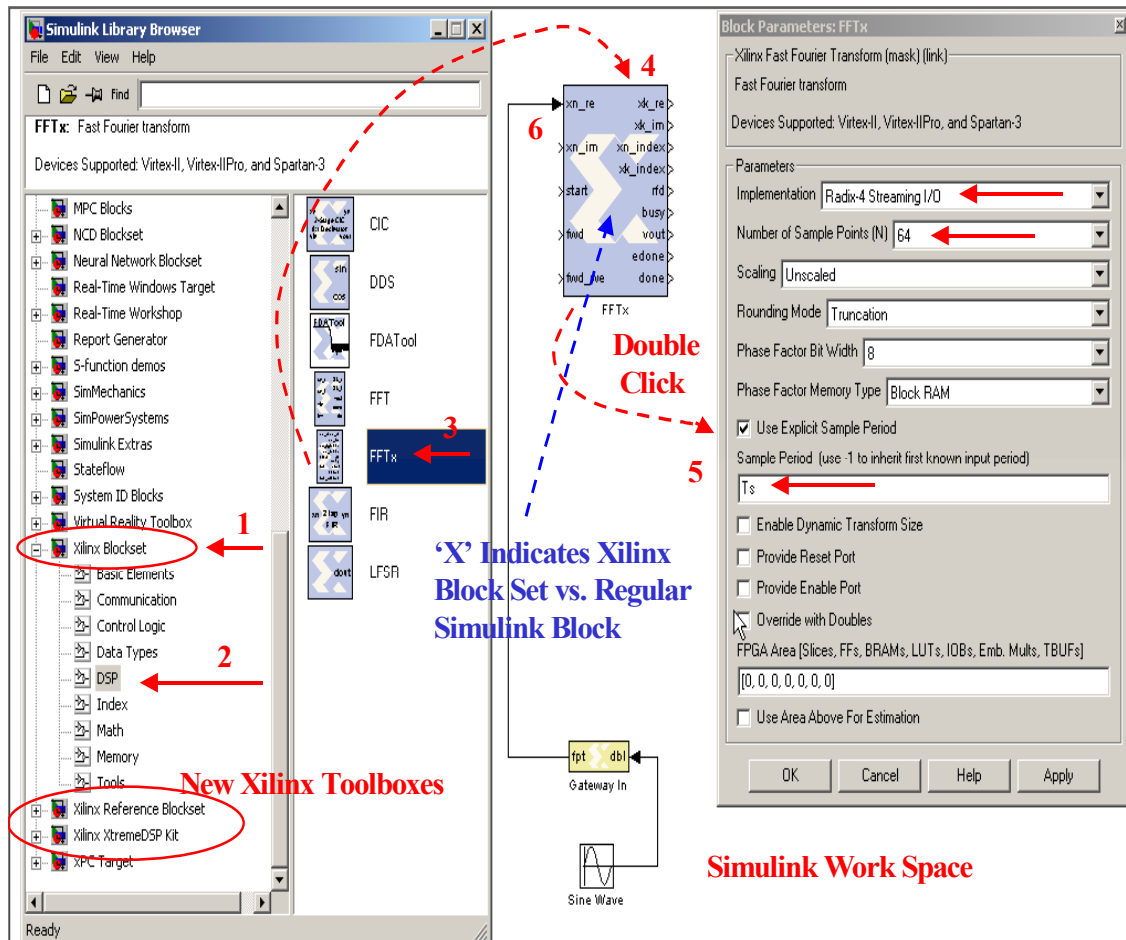 Simulink Library Browser
File Edit View Help
Find
FFTx: Fast Fourier transform
Devices Supported: Virtex-II, Virtex-IIPro, and Spartan-3
MPC Blocks
NCD Blockset
Neural Network Blockset
Real-Time Windows Target
Real-Time Workshop
Report Generator
S-function demos
SimMechanics
SimPowerSystems
Simulink Extras
Stateflow
System ID Blocks
Virtual Reality Toolbox
Xilinx Blockset
Basic Elements
Communication
Control Logic
Data Types
DSP
Index
Math
Memory
Tools
Xilinx Reference Blockset
Xilinx XtremeDSP Kit
xPC Target
Ready
1
2
New Xilinx Toolboxes
CIC
sin
cos
DDS
FDATool
FDATool
FFT
FFTx
3
FIR
dout
LFSR
4
6
xn_re
xn_im
start
fwd
fwd_we
xk_re
xk_im
xn_index
xk_index
rfd
busy
vout
edone
done
FFTx
Double
Click
5
'X' Indicates Xilinx
Block Set vs. Regular
Simulink Block
fpt dbl
Gateway In
Sine Wave
Simulink Work Space
Block Parameters: FFTx
Xilinx Fast Fourier Transform (mask) (link)
Fast Fourier transform
Devices Supported: Virtex-II, Virtex-IIPro, and Spartan-3
Parameters
Implementation Radix-4 Streaming I/O
Number of Sample Points (N) 64
Scaling Unscaled
Rounding Mode Truncation
Phase Factor Bit Width 8
Phase Factor Memory Type Block RAM
Use Explicit Sample Period
Sample Period (use -1 to inherit first known input period)
Ts
Enable Dynamic Transform Size
Provide Reset Port
Provide Enable Port
Override with Doubles
FPGA Area [Slices, FFs, BRAMs, LUTs, IOBs, Emb. Mults, TBUFs]
[0, 0, 0, 0, 0, 0, 0]
Use Area Above For Estimation
OK Cancel Help Apply